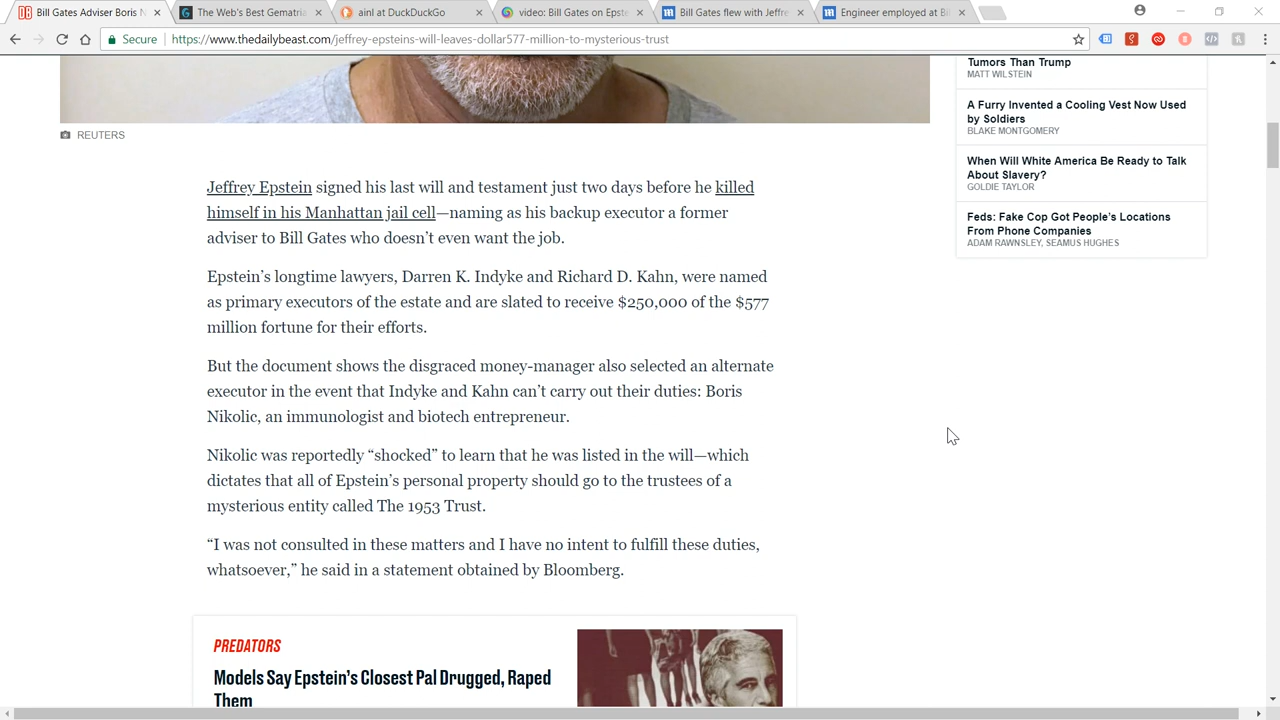 Bill Gates Adviser Boris N
The Web's Best Gematria
ainl at DuckDuckGo
video: Bill Gates on Epste
Bill Gates flew with Jeffre
Engineer employed at Bil
Secure
https://www.thedailybeast.com/jeffrey-epsteins-will-leaves-dollar577-million-to-mysterious-trust
REUTERS
Jeffrey Epstein signed his last will and testament just two days before he killed
himself in his Manhattan jail cell—naming as his backup executor a former
adviser to Bill Gates who doesn't even want the job.
Epstein's longtime lawyers, Darren K. Indyke and Richard D. Kahn, were named
as primary executors of the estate and are slated to receive $250,000 of the $577
million fortune for their efforts.
But the document shows the disgraced money-manager also selected an alternate
executor in the event that Indyke and Kahn can't carry out their duties: Boris
Nikolic, an immunologist and biotech entrepreneur.
Nikolic was reportedly "shocked" to learn that he was listed in the will—which
dictates that all of Epstein's personal property should go to the trustees of a
mysterious entity called The 1953 Trust.
"I was not consulted in these matters and I have no intent to fulfill these duties,
whatsoever," he said in a statement obtained by Bloomberg.
PREDATORS
Models Say Epstein's Closest Pal Drugged, Raped
Them
Tumors Than Trump
MATT WILSTEIN
A Furry Invented a Cooling Vest Now Used
by Soldiers
BLAKE MONTGOMERY
When Will White America Be Ready to Talk
About Slavery?
GOLDIE TAYLOR
Feds: Fake Cop Got People's Locations
From Phone Companies
ADAM RAWNSLEY, SEAMUS HUGHES